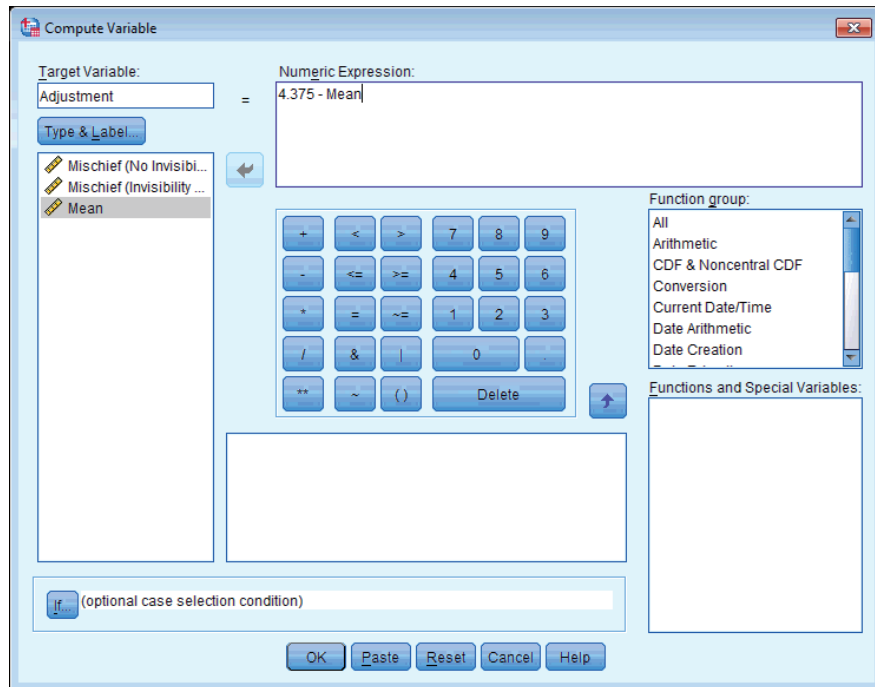 Compute Variable
Target Variable:
Adjustment
=
Numeric Expression:
4.375 - Mean
Type & Label...
Mischief (No Invisibi...
Mischief (Invisibility ...
Mean
+ < > 7 8 9
- <= >= 4 5 6
* = ~= 1 2 3
/ & | 0 .
** ~ ( ) Delete
Function group:
All
Arithmetic
CDF & Noncentral CDF
Conversion
Current Date/Time
Date Arithmetic
Date Creation
Functions and Special Variables:
If... (optional case selection condition)
OK Paste Reset Cancel Help